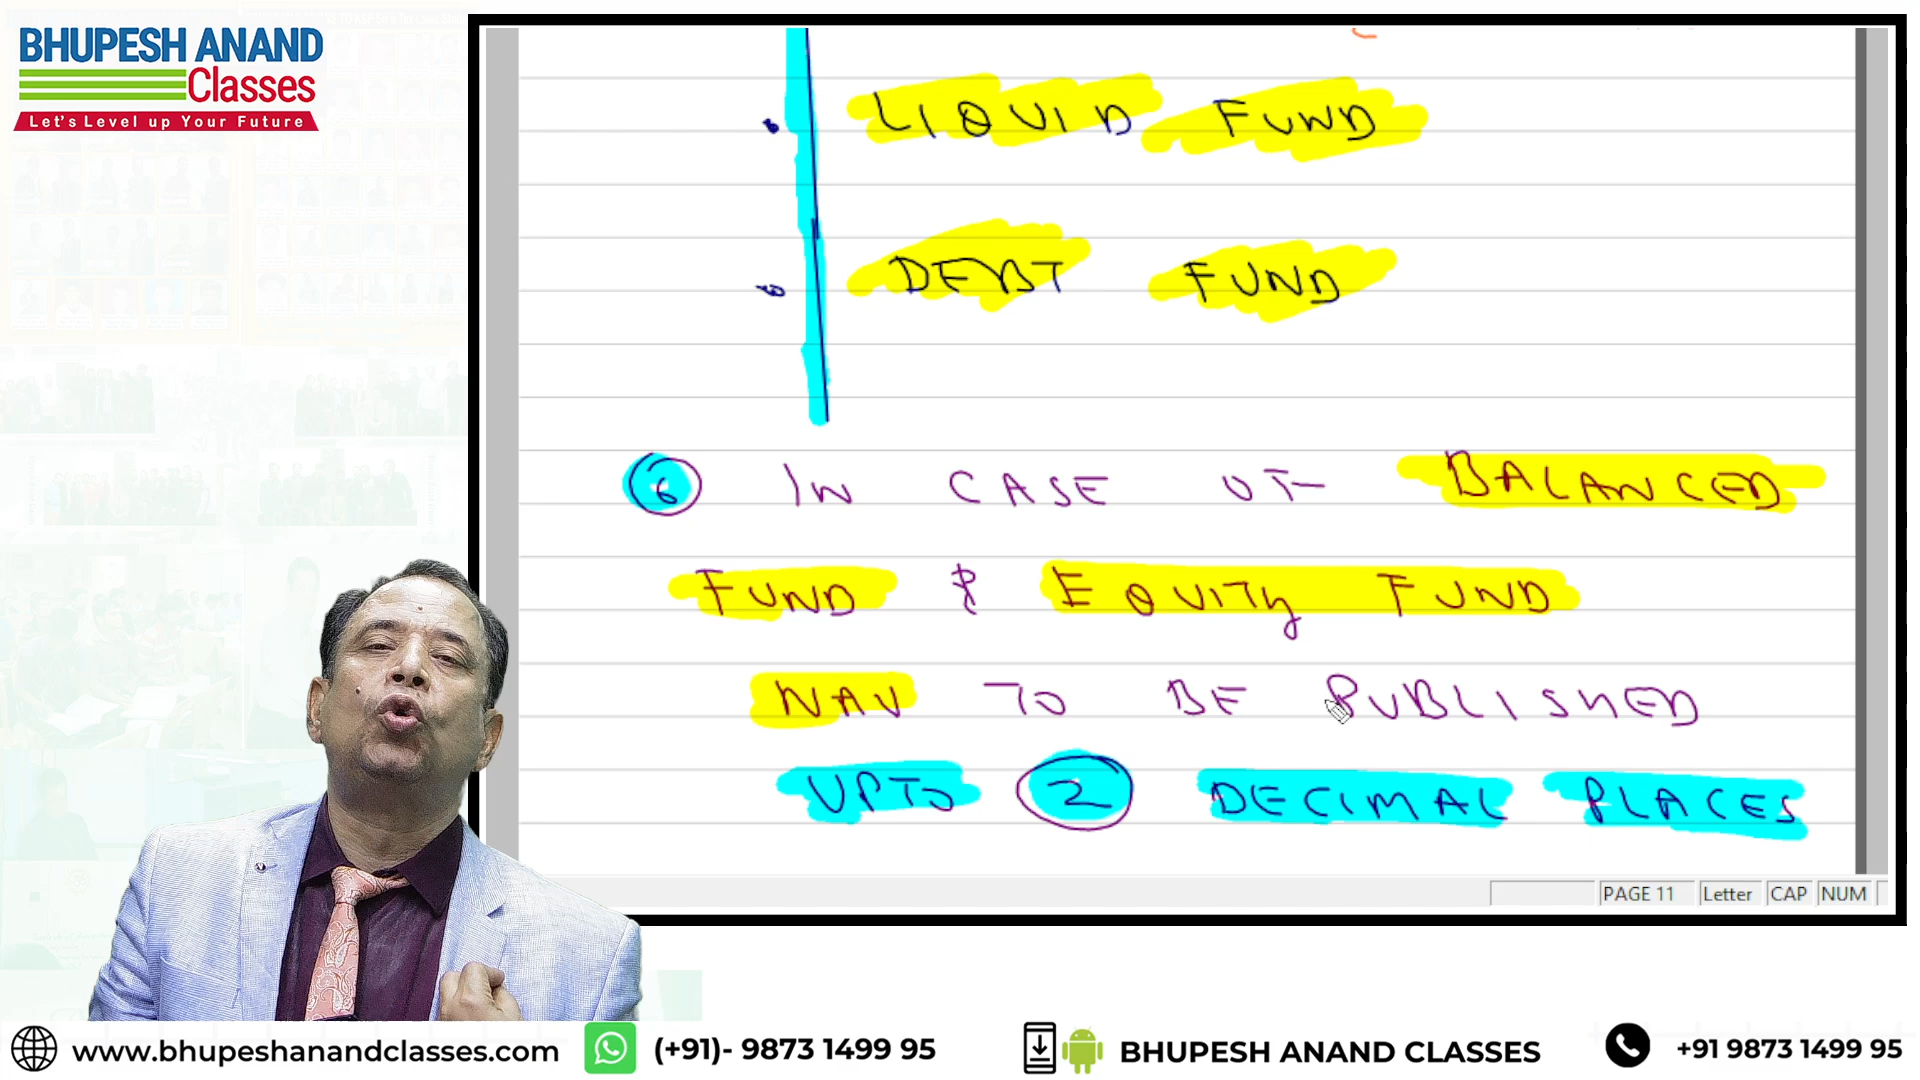 BHUPESH ANAND
Classes
Let's Level up Your Future
LIQUID FUND
DEBT FUND
6 IN CASE OF BALANCED
FUND & EQUITY FUND
NAV TO BE PUBLISHED
UPTO 2 DECIMAL PLACES
PAGE 11 Letter CAP NUM
www.bhupeshanandclasses.com (+91)- 9873 1499 95 BHUPESH ANAND CLASSES +91 9873 1499 95